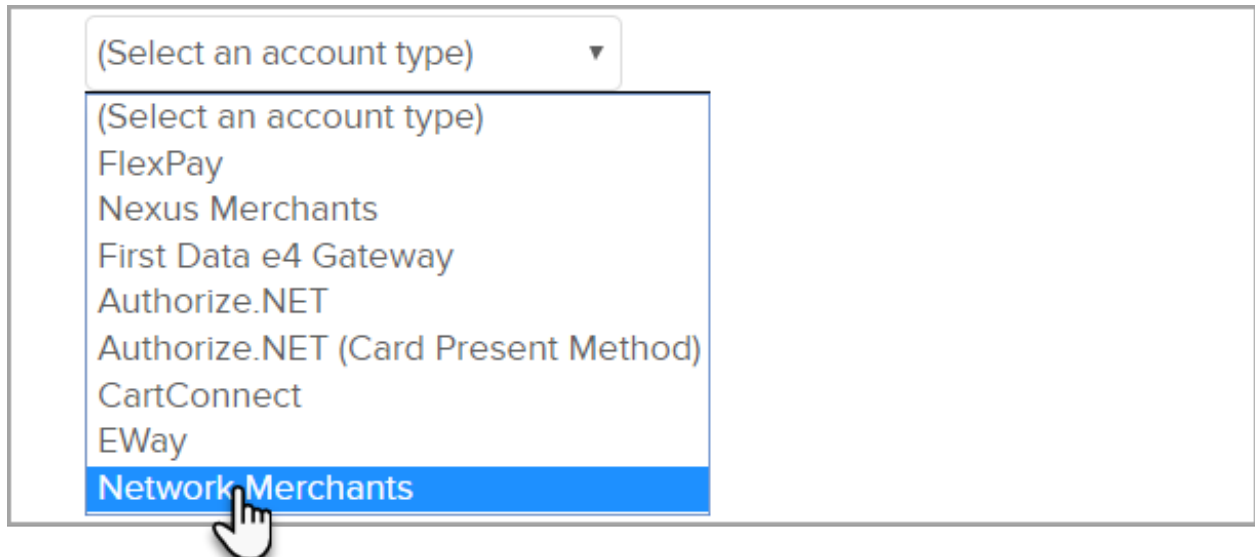 (Select an account type)
(Select an account type)
FlexPay
Nexus Merchants
First Data e4 Gateway
Authorize.NET
Authorize.NET (Card Present Method)
CartConnect
EWay
Network Merchants